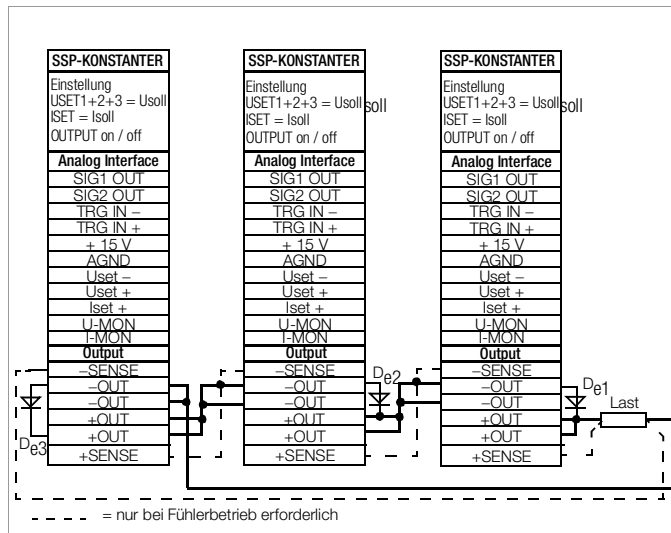 SSP-KONSTANTER
Einstellung
USET1+2+3 = Usoll
ISET = Isoll
OUTPUT on / off
Analog Interface
SIG1 OUT
SIG2 OUT
TRG IN –
TRG IN +
+ 15 V
AGND
Uset –
Uset +
Iset +
U-MON
I-MON
Output
–SENSE
–OUT
–OUT
+OUT
+OUT
+SENSE
De3
SSP-KONSTANTER
Einstellung
USET1+2+3 = Usoll
soll
ISET = Isoll
OUTPUT on / off
Analog Interface
SIG1 OUT
SIG2 OUT
TRG IN –
TRG IN +
+ 15 V
AGND
Uset –
Uset +
Iset +
U-MON
I-MON
Output
–SENSE
–OUT
–OUT
+OUT
+OUT
+SENSE
De2
SSP-KONSTANTER
Einstellung
USET1+2+3 = Usoll
soll
ISET = Isoll
OUTPUT on / off
Analog Interface
SIG1 OUT
SIG2 OUT
TRG IN –
TRG IN +
+ 15 V
AGND
Uset –
Uset +
Iset +
U-MON
I-MON
Output
–SENSE
–OUT
–OUT
+OUT
+OUT
+SENSE
De1
Last
= nur bei Fühlerbetrieb erforderlich